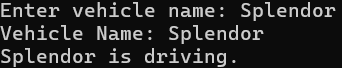 Enter vehicle name: Splendor
Vehicle Name: Splendor
Splendor is driving.